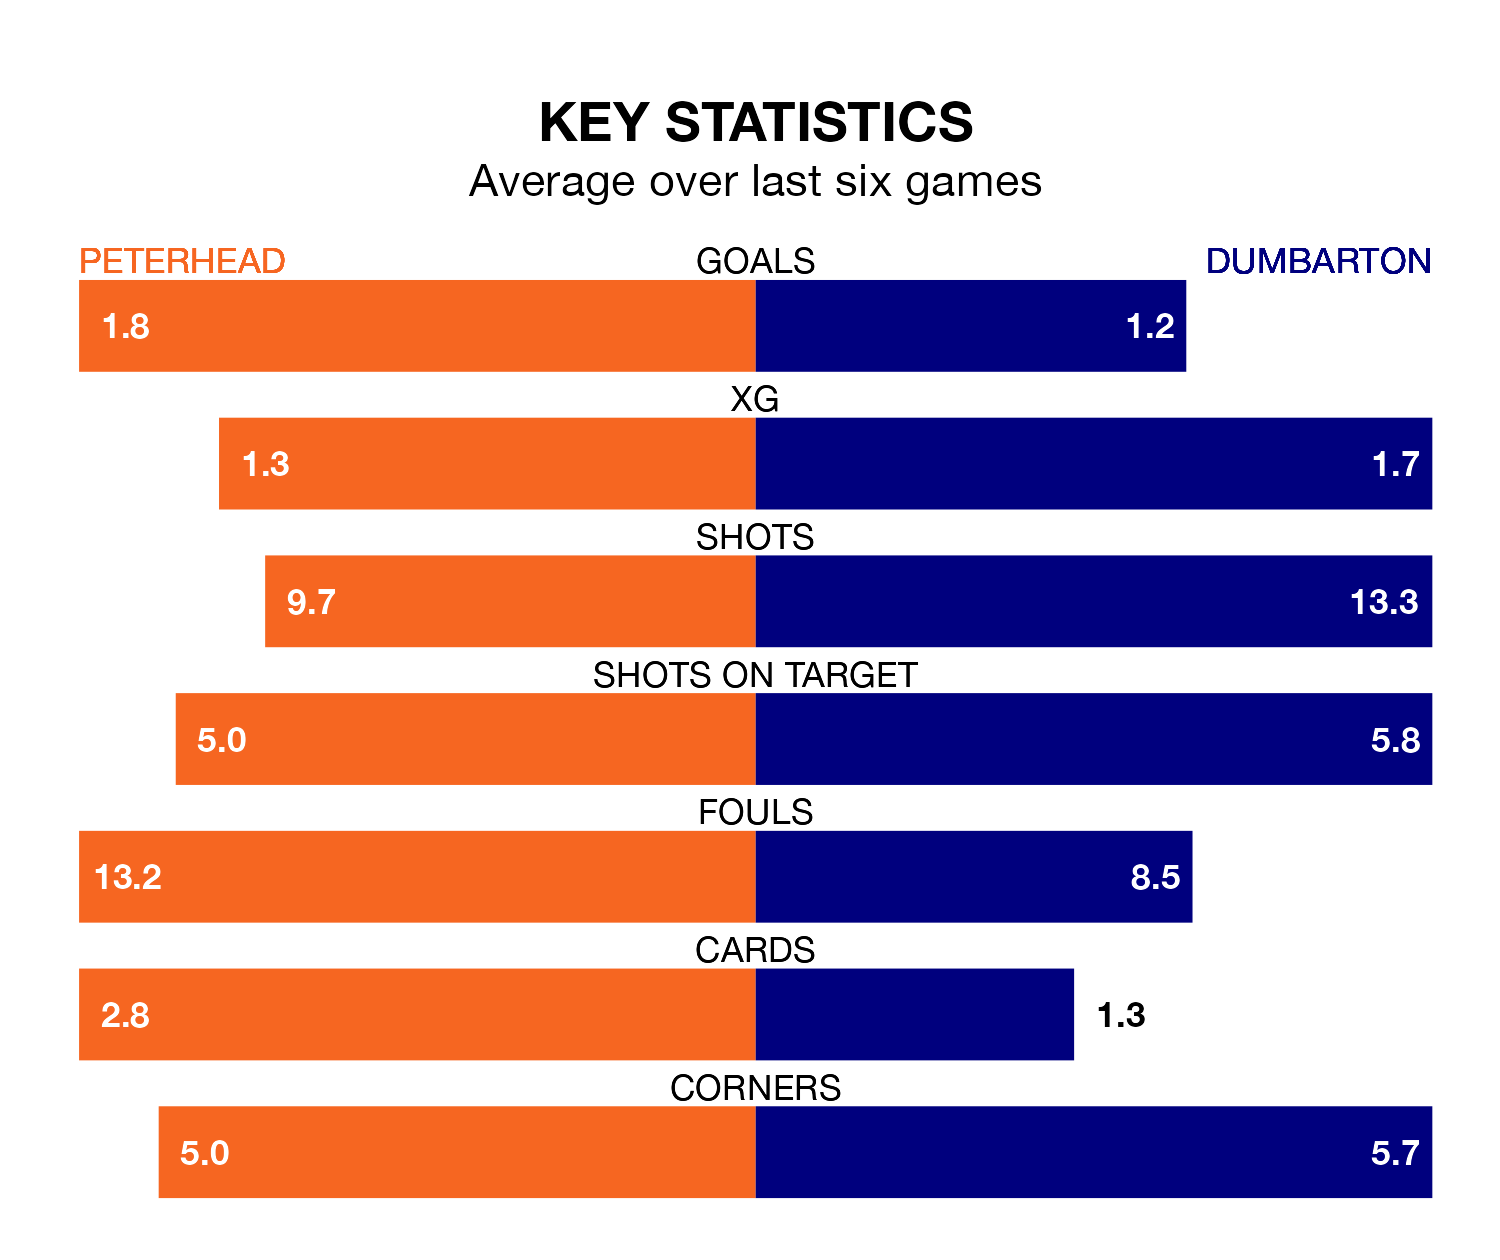 KEY STATISTICS
Average over last six games
PETERHEAD GOALS DUMBARTON
1.8 1.2
XG
1.3 1.7
SHOTS
9.7 13.3
SHOTS ON TARGET
5.0 5.8
FOULS
13.2 8.5
CARDS
2.8 1.3
CORNERS
5.0 5.7